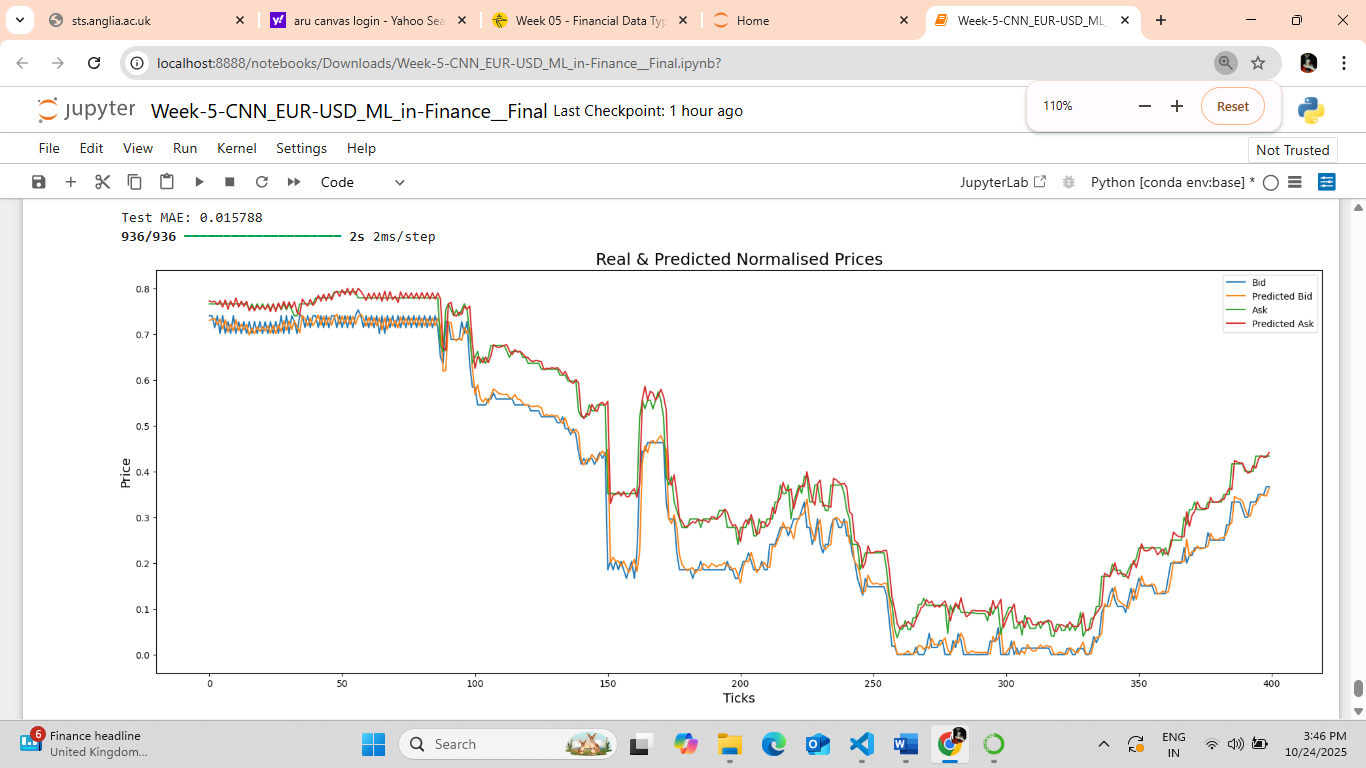 sts.anglia.ac.uk
aru canvas login - Yahoo Sea
Week 05 - Financial Data Typ
Home
Week-5-CNN_EUR-USD_ML_
localhost:8888/notebooks/Downloads/Week-5-CNN_EUR-USD_ML_in-Finance__Final.ipynb?
110%
Reset
jupyter Week-5-CNN_EUR-USD_ML_in-Finance__Final Last Checkpoint: 1 hour ago
File Edit View Run Kernel Settings Help
Not Trusted
Code
JupyterLab
Python [conda env:base] *
Test MAE: 0.015788
936/936 2s 2ms/step
Real & Predicted Normalised Prices
Bid
Predicted Bid
Ask
Predicted Ask
0.8
0.7
0.6
0.5
0.4
0.3
0.2
0.1
0.0
Price
0 50 100 150 200 250 300 350 400
Ticks
6
Finance headline
United Kingdom...
Search
ENG
IN
3:46 PM
10/24/2025